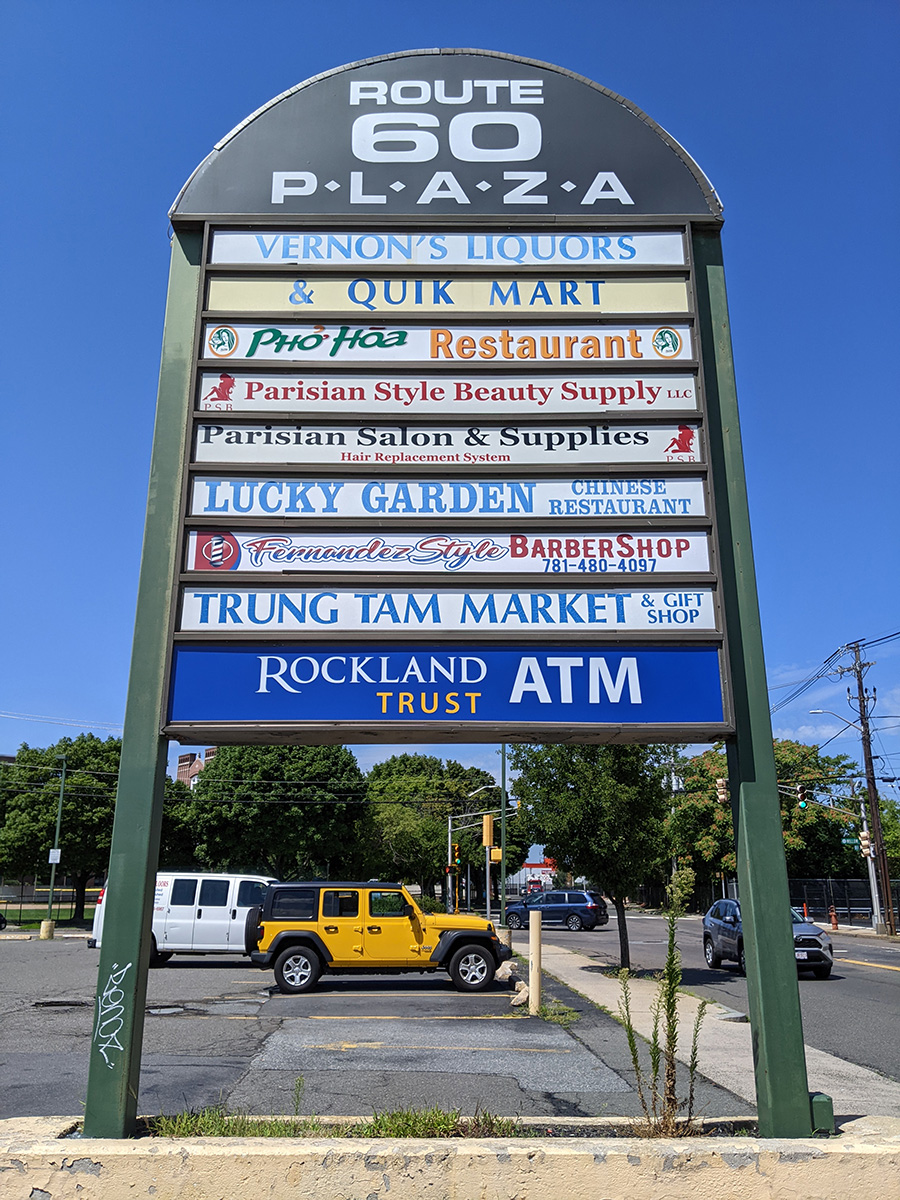 ROUTE
60
P·L·A·Z·A
VERNON'S LIQUORS
& QUIK MART
PHỞ HÒA Restaurant
PSB
Parisian Style Beauty Supply LLC
Parisian Salon & Supplies
Hair Replacement System
PSB
LUCKY GARDEN CHINESE RESTAURANT
Fernandez Style BARBERSHOP
781-480-4097
TRUNG TAM MARKET & GIFT SHOP
ROCKLAND TRUST ATM